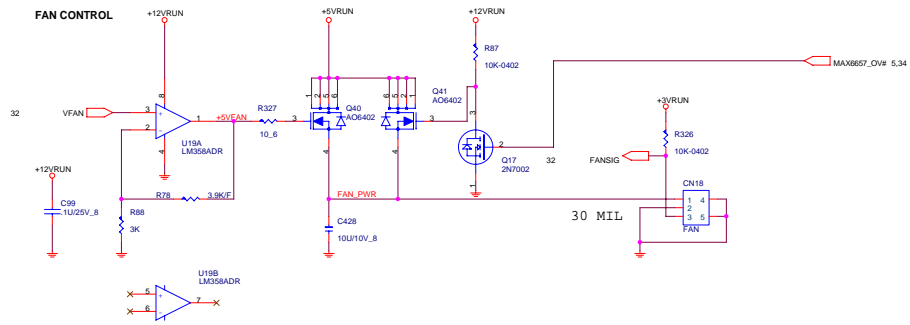 FAN CONTROL
+12VRUN
+5VRUN
+12VRUN
R87
10K-0402
MAX6657_OV# 5,34
Q40
AO6402
Q41
AO6402
1
2
5
6
6
5
2
1
32
VFAN
8
3
+
2
-
1
4
+5VFAN
R327
10_6
3
3
4
4
3
2
1
U19A
LM358ADR
Q17
2N7002
32
+3VRUN
R326
10K-0402
FANSIG
+12VRUN
C99
.1U/25V_8
R78
3.9K/F
R88
3K
FAN_PWR
C428
10U/10V_8
30 MIL
CN18
1
2
3
4
5
FAN
U19B
LM358ADR
5
+
6
-
7